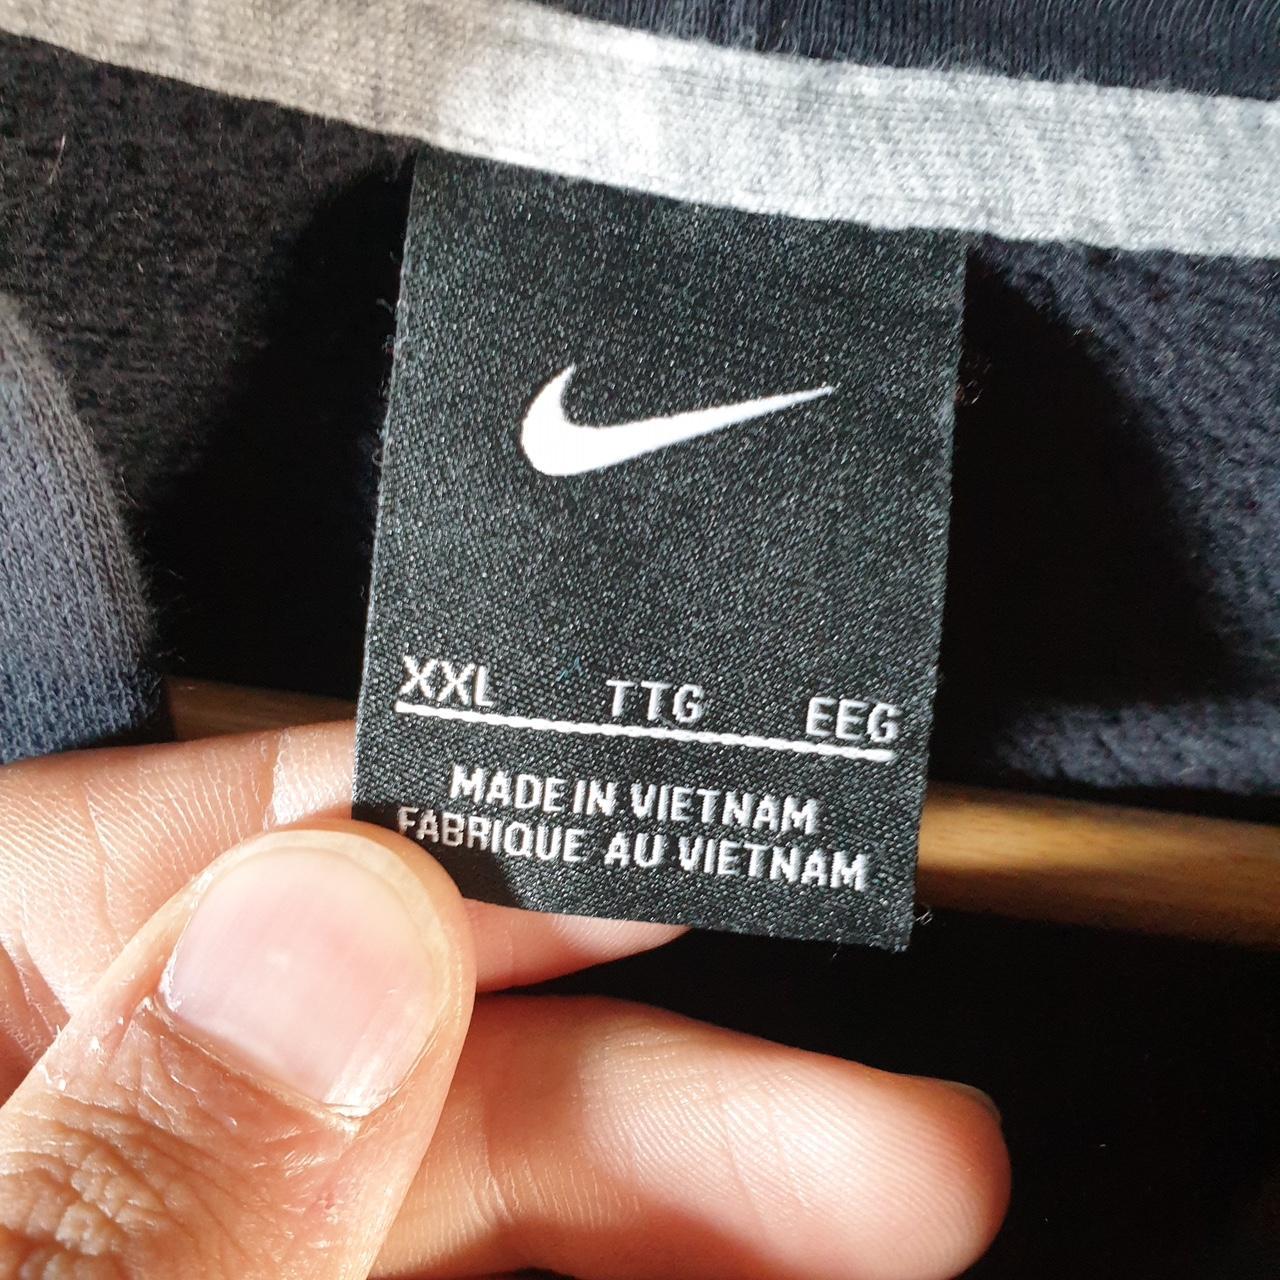 XXL TTG EEG
MADE IN VIETNAM
FABRIQUE AU VIETNAM